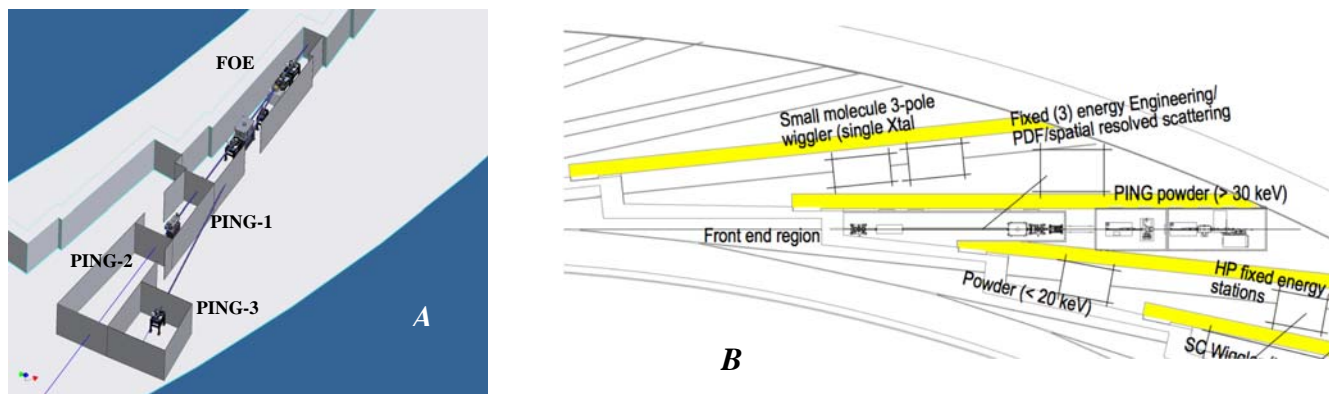 FOE
PING-1
PING-2
PING-3
A
Small molecule 3-pole
wiggler (single Xtal
Fixed (3) energy Engineering/
PDF/spatial resolved scattering
PING powder (> 30 keV)
Front end region
Powder (< 20 keV)
HP fixed energy
stations
B